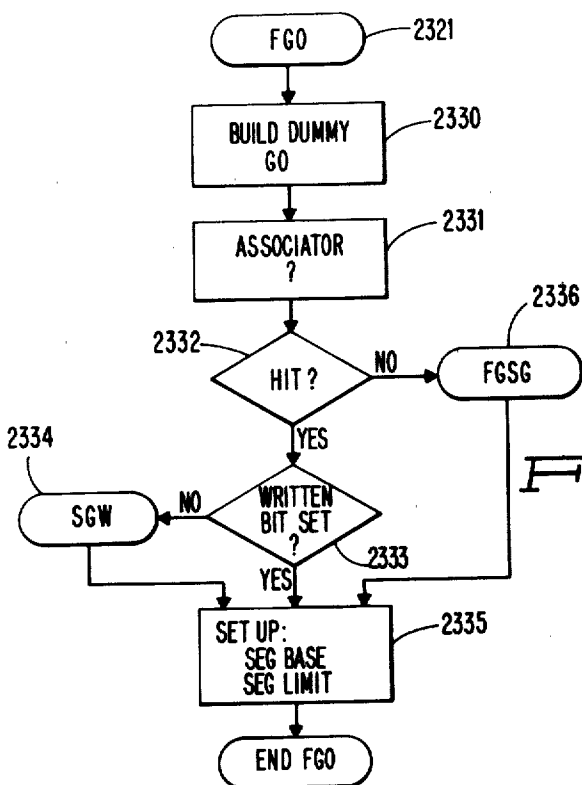 FGO
2321
BUILD DUMMY
GO
2330
ASSOCIATOR
?
2331
2332
HIT?
NO
2336
FGSG
YES
2334
SGW
NO
WRITTEN
BIT SET
?
2333
YES
SET UP:
SEG BASE
SEG LIMIT
2335
END FGO
F